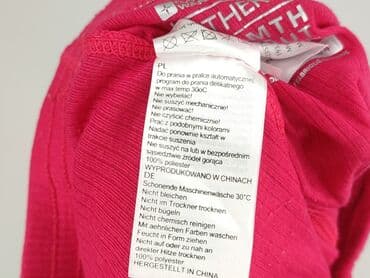 THER
MTH
PL
Do prania w pralce automatycznej
program do prania delikatnego
w max temp 30oC
Nie wybielać!
Nie suszyć mechanicznie!
Nie prasować!
Nie czyścić chemicznie!
Prać z podobnymi kolorami
Nadać ponownie kształt w
trakcie suszenia
Nie suszyć na lub w bezpośrednim
sąsiedztwie źródeł gorąca
100% polyester
WYPRODUKOWANO W CHINACH
DE
Schonende Maschinenwäsche 30°C
Nicht bleichen
Nicht im Trockner trocknen
Nicht bügeln
Nicht chemisch reinigen
Mit aehnlichen Farben waschen
Feucht in Form ziehen
Nicht auf oder zu nah an
direkter Hitze trocknen
100% polyester
HERGESTELLT IN CHINA